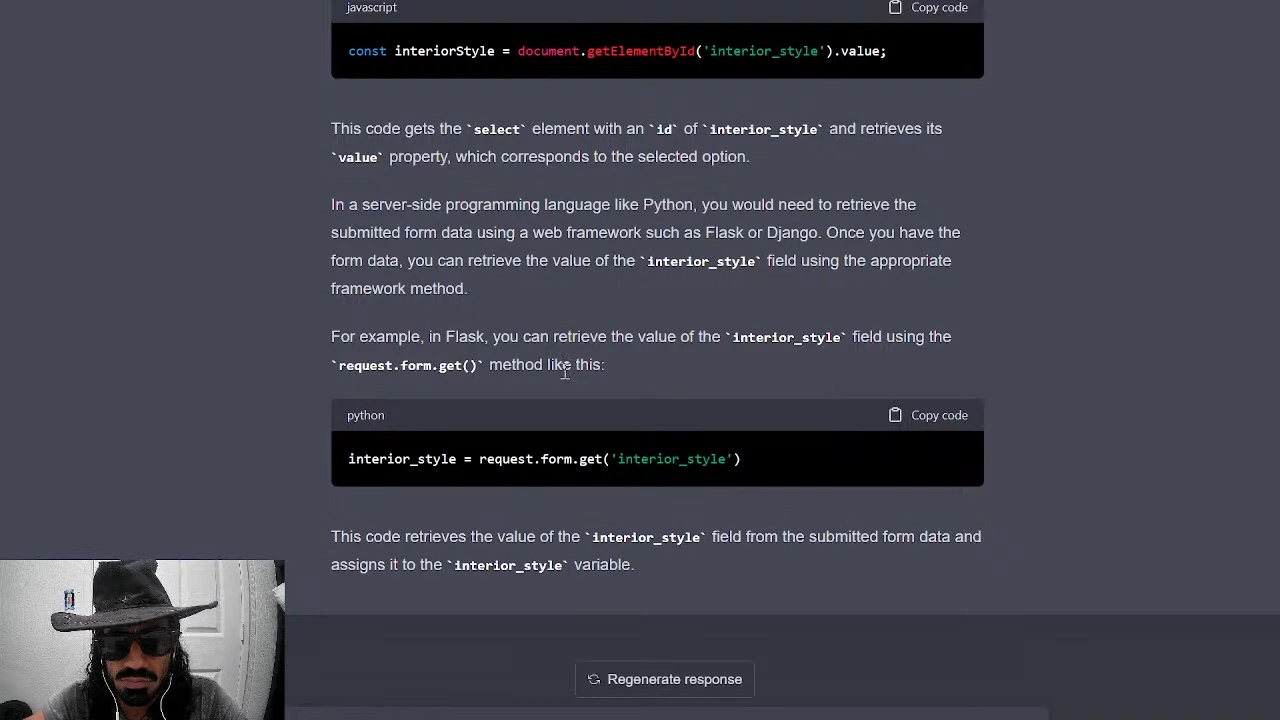 javascript
Copy code
const interiorStyle = document.getElementById('interior_style').value;
This code gets the `select` element with an `id` of `interior_style` and retrieves its
`value` property, which corresponds to the selected option.
In a server-side programming language like Python, you would need to retrieve the
submitted form data using a web framework such as Flask or Django. Once you have the
form data, you can retrieve the value of the `interior_style` field using the appropriate
framework method.
For example, in Flask, you can retrieve the value of the `interior_style` field using the
`request.form.get()` method like this:
python
Copy code
interior_style = request.form.get('interior_style')
This code retrieves the value of the `interior_style` field from the submitted form data and
assigns it to the `interior_style` variable.
Regenerate response